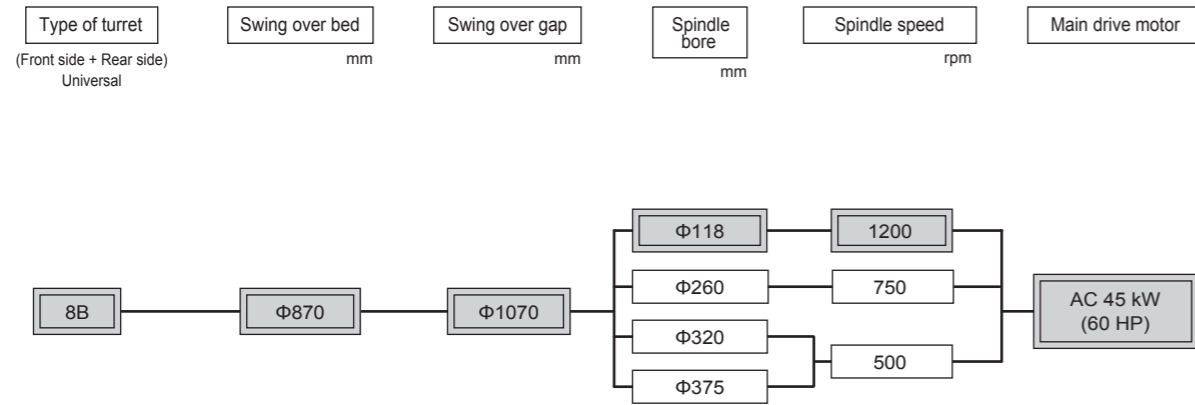 Type of turret
(Front side + Rear side)
Universal
Swing over bed
mm
Swing over gap
mm
Spindle
bore
mm
Spindle speed
rpm
Main drive motor
8B
Φ870
Φ1070
Φ118
Φ260
Φ320
Φ375
1200
750
500
AC 45 kW
(60 HP)